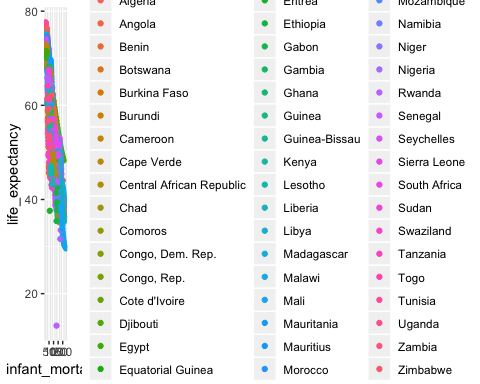 80
60
40
20
life_expectancy
infant_morta
Algeria
Angola
Benin
Botswana
Burkina Faso
Burundi
Cameroon
Cape Verde
Central African Republic
Chad
Comoros
Congo, Dem. Rep.
Congo, Rep.
Cote d'Ivoire
Djibouti
Egypt
Equatorial Guinea
Eritrea
Ethiopia
Gabon
Gambia
Ghana
Guinea
Guinea-Bissau
Kenya
Lesotho
Liberia
Libya
Madagascar
Malawi
Mali
Mauritania
Mauritius
Morocco
Mozambique
Namibia
Niger
Nigeria
Rwanda
Senegal
Seychelles
Sierra Leone
South Africa
Sudan
Swaziland
Tanzania
Togo
Tunisia
Uganda
Zambia
Zimbabwe